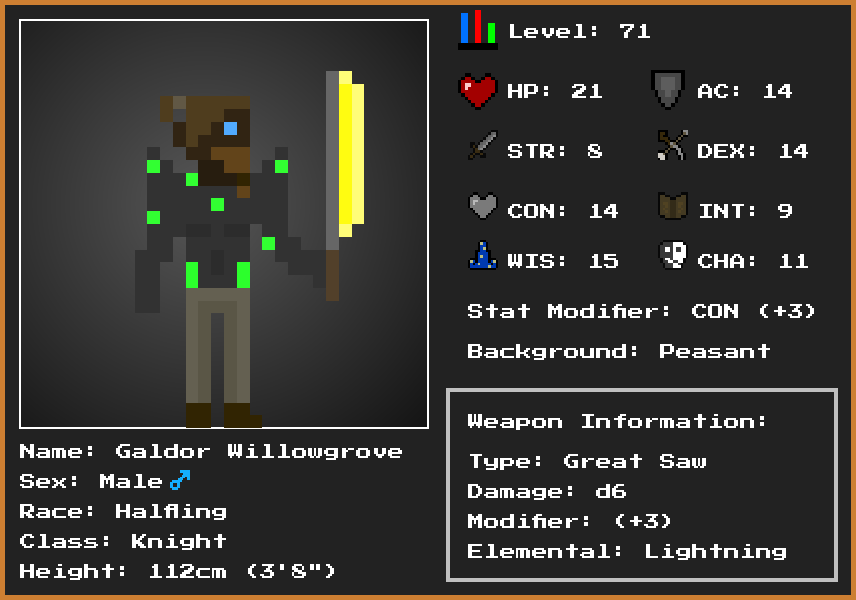 Level: 71
HP: 21
AC: 14
STR: 8
DEX: 14
CON: 14
INT: 9
WIS: 15
CHA: 11
Stat Modifier: CON (+3)
Background: Peasant
Weapon Information:
Type: Great Saw
Damage: d6
Modifier: (+3)
Elemental: Lightning
Name: Galdor Willowgrove
Sex: Male♂
Race: Halfling
Class: Knight
Height: 112cm (3'8")